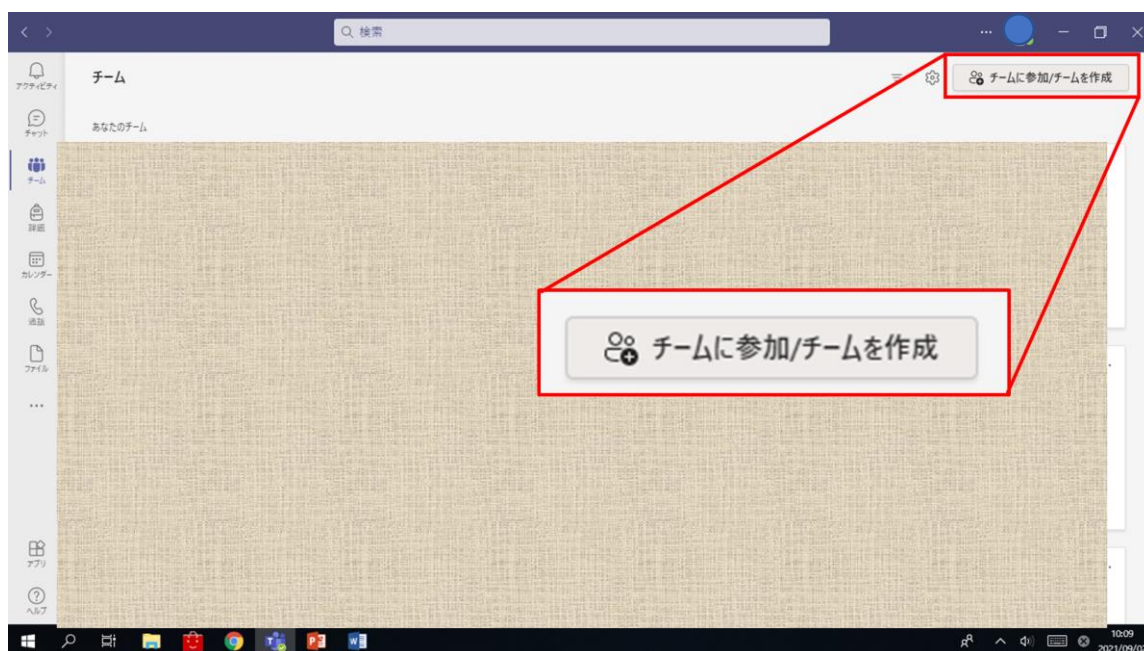 検索
チーム
チームに参加/チームを作成
あなたのチーム
アクティビティ
チャット
チーム
課題
カレンダー
通話
ファイル
アプリ
ヘルプ
チームに参加/チームを作成
10:09